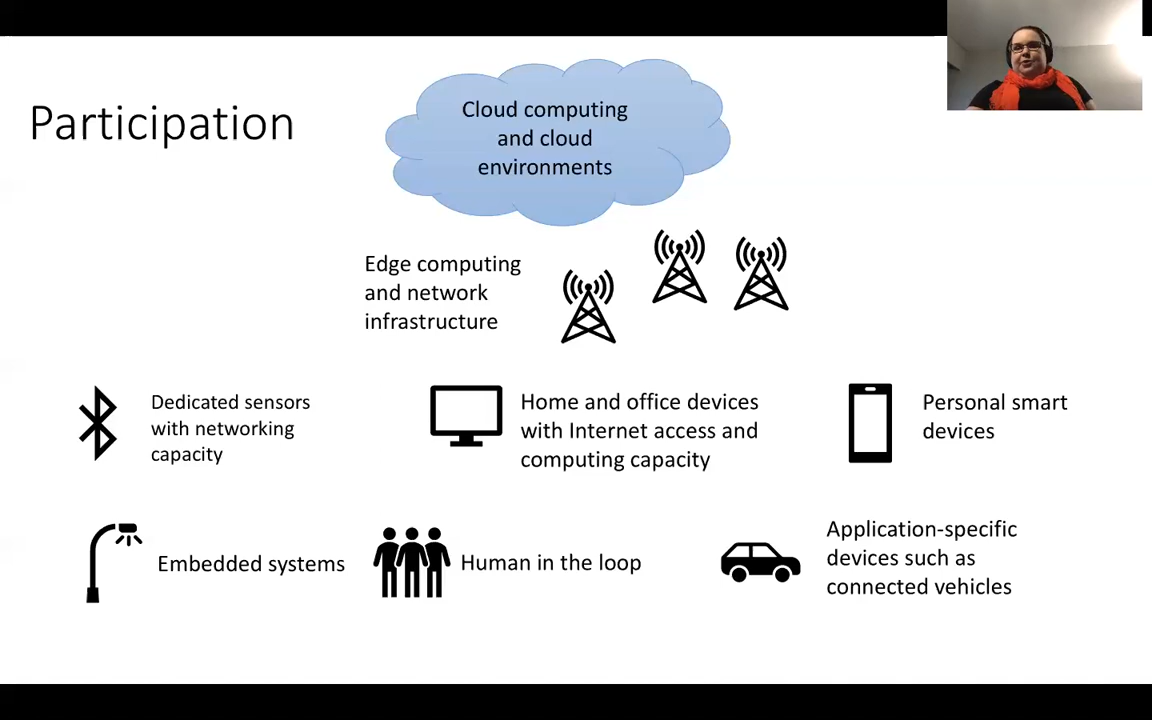 Participation
Cloud computing
and cloud
environments
Edge computing
and network
infrastructure
Dedicated sensors
with networking
capacity
Home and office devices
with Internet access and
computing capacity
Personal smart
devices
Embedded systems
Human in the loop
Application-specific
devices such as
connected vehicles